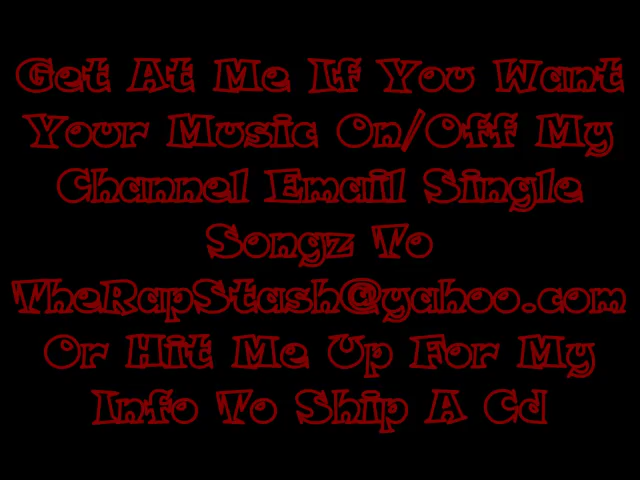 Get At Me If You Want
Your Music On/Off My
Channel Email Single
Songz To
TheRapStash@yahoo.com
Or Hit Me Up For My
Info To Ship A Cd